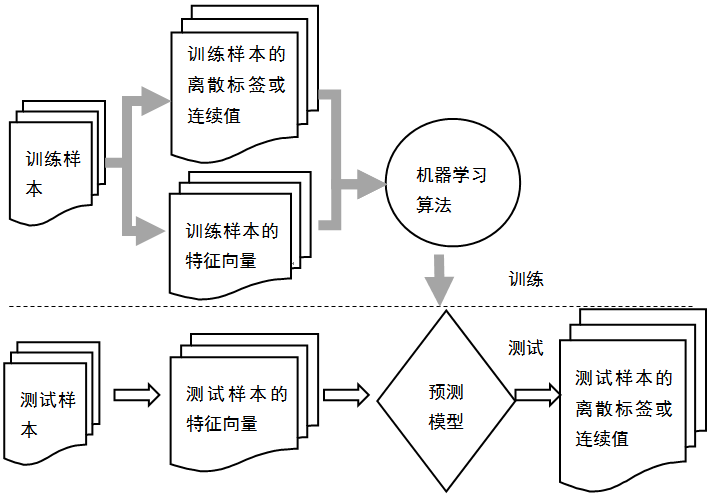 训练样本的
离散标签或
连续值
训练样
本
机器学习
算法
训练样本的
特征向量
训练
测试
测试样
本
测试样本的
特征向量
预测
模型
测试样本的
离散标签或
连续值